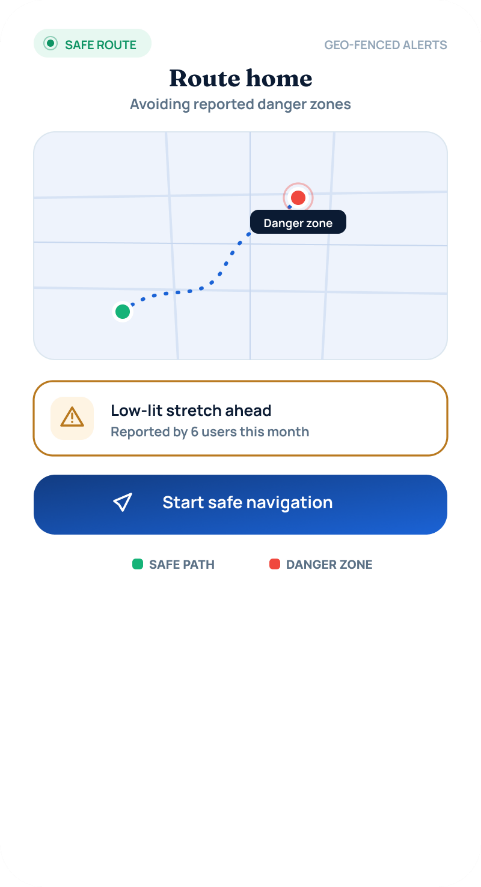 SAFE ROUTE
GEO-FENCED ALERTS
Route home
Avoiding reported danger zones
Danger zone
Low-lit stretch ahead
Reported by 6 users this month
Start safe navigation
SAFE PATH
DANGER ZONE